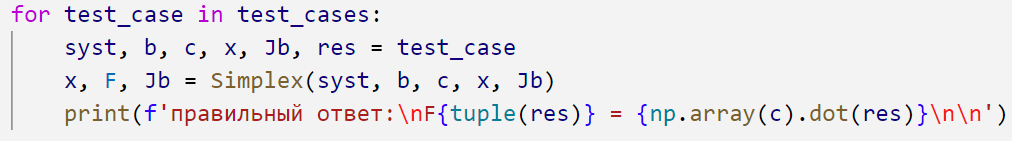 for test_case in test_cases:
    syst, b, c, x, Jb, res = test_case
    x, F, Jb = Simplex(syst, b, c, x, Jb)
    print(f'правильный ответ:\nF{tuple(res)} = {np.array(c).dot(res)}\n\n')